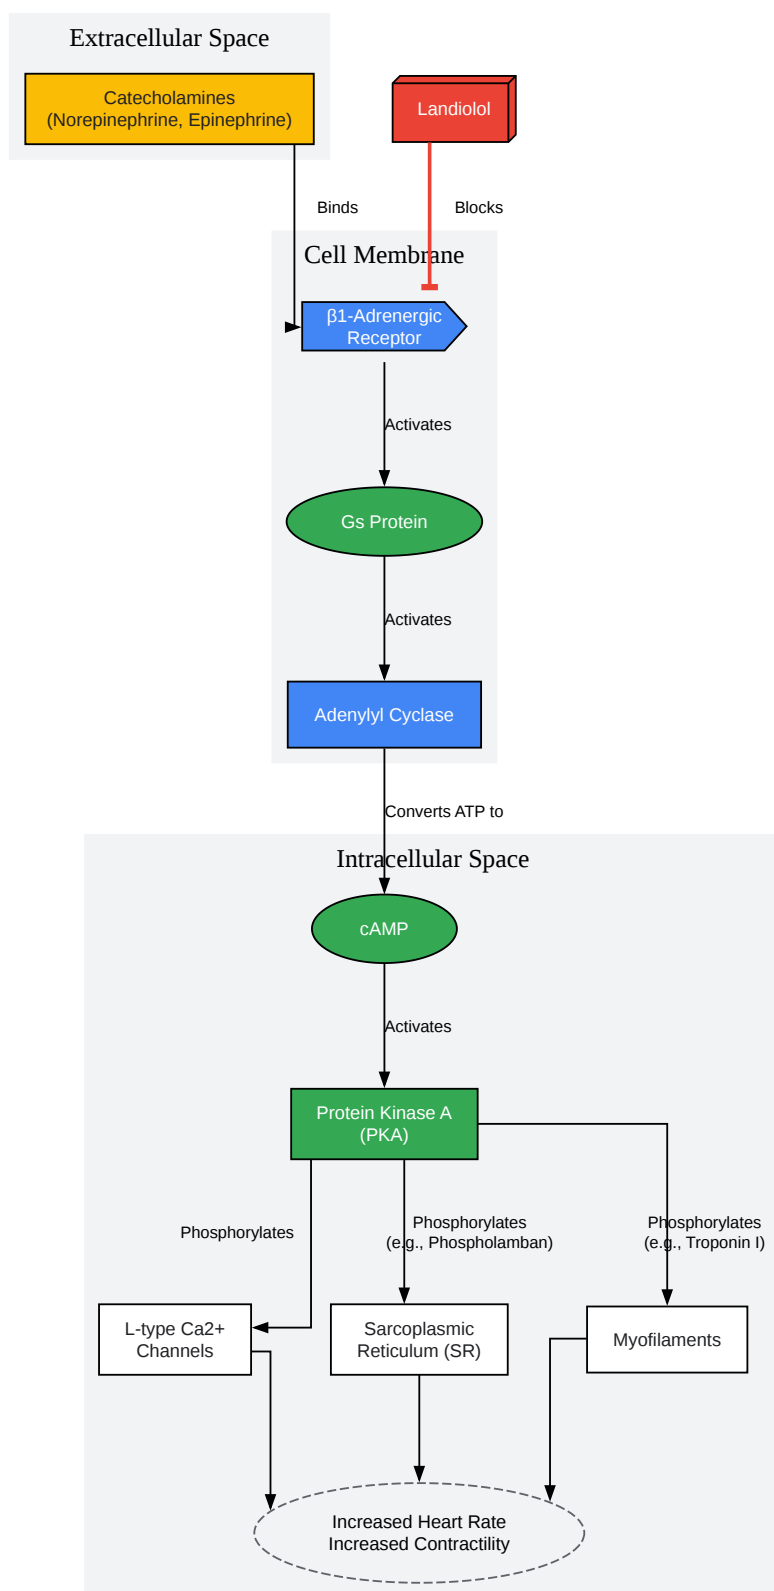 Extracellular Space
Catecholamines
(Norepinephrine, Epinephrine)
Landiolol
Binds
Blocks
Cell Membrane
β1-Adrenergic
Receptor
Activates
Gs Protein
Activates
Adenylyl Cyclase
Converts ATP to
Intracellular Space
cAMP
Activates
Protein Kinase A
(PKA)
Phosphorylates
Phosphorylates
(e.g., Phospholamban)
Phosphorylates
(e.g., Troponin I)
L-type Ca2+
Channels
Sarcoplasmic
Reticulum (SR)
Myofilaments
Increased Heart Rate
Increased Contractility